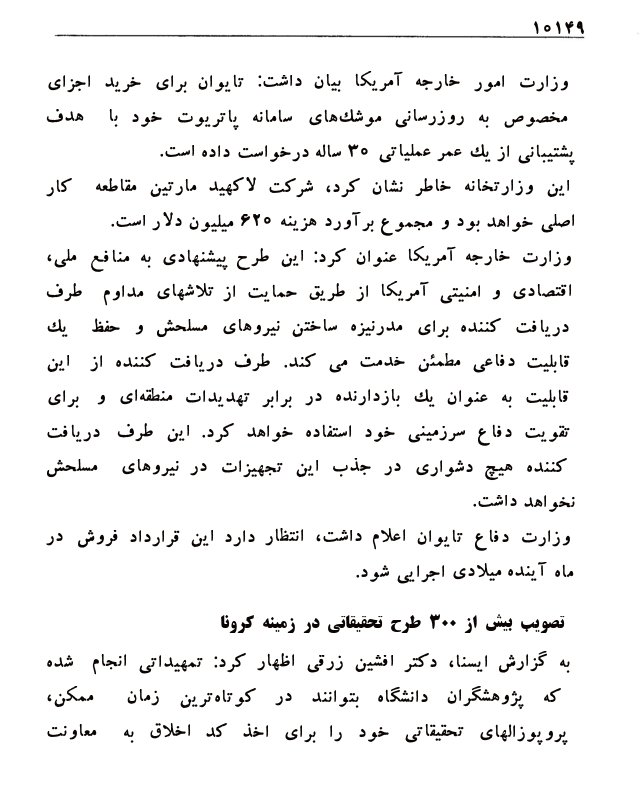 ۱۰۱۴۹
وزارت امور خارجه آمریکا بیان داشت: تایوان برای خرید اجزای
مخصوص به روزرسانی موشك‌های سامانه پاتریوت خود با هدف
پشتیبانی از یك عمر عملیاتی ۳۰ ساله درخواست داده است.
این وزارتخانه خاطر نشان کرد، شرکت لاکهید مارتین مقاطعه کار
اصلی خواهد بود و مجموع برآورد هزینه ۶۲۰ میلیون دلار است.
وزارت خارجه آمریکا عنوان کرد: این طرح پیشنهادی به منافع ملی،
اقتصادی و امنیتی آمریکا از طریق حمایت از تلاشهای مداوم طرف
دریافت کننده برای مدرنیزه ساختن نیروهای مسلحش و حفظ یك
قابلیت دفاعی مطمئن خدمت می کند. طرف دریافت کننده از این
قابلیت به عنوان یك بازدارنده در برابر تهدیدات منطقه‌ای و برای
تقویت دفاع سرزمینی خود استفاده خواهد کرد. این طرف دریافت
کننده هیچ دشواری در جذب این تجهیزات در نیروهای مسلحش
نخواهد داشت.
وزارت دفاع تایوان اعلام داشت، انتظار دارد این قرارداد فروش در
ماه آینده میلادی اجرایی شود.
تصویب بیش از ۳۰۰ طرح تحقیقاتی در زمینه کرونا
به گزارش ایسنا، دکتر افشین زرقی اظهار کرد: تمهیداتی انجام شده
که پژوهشگران دانشگاه بتوانند در کوتاه‌ترین زمان ممکن،
پروپوزالهای تحقیقاتی خود را برای اخذ کد اخلاق به معاونت